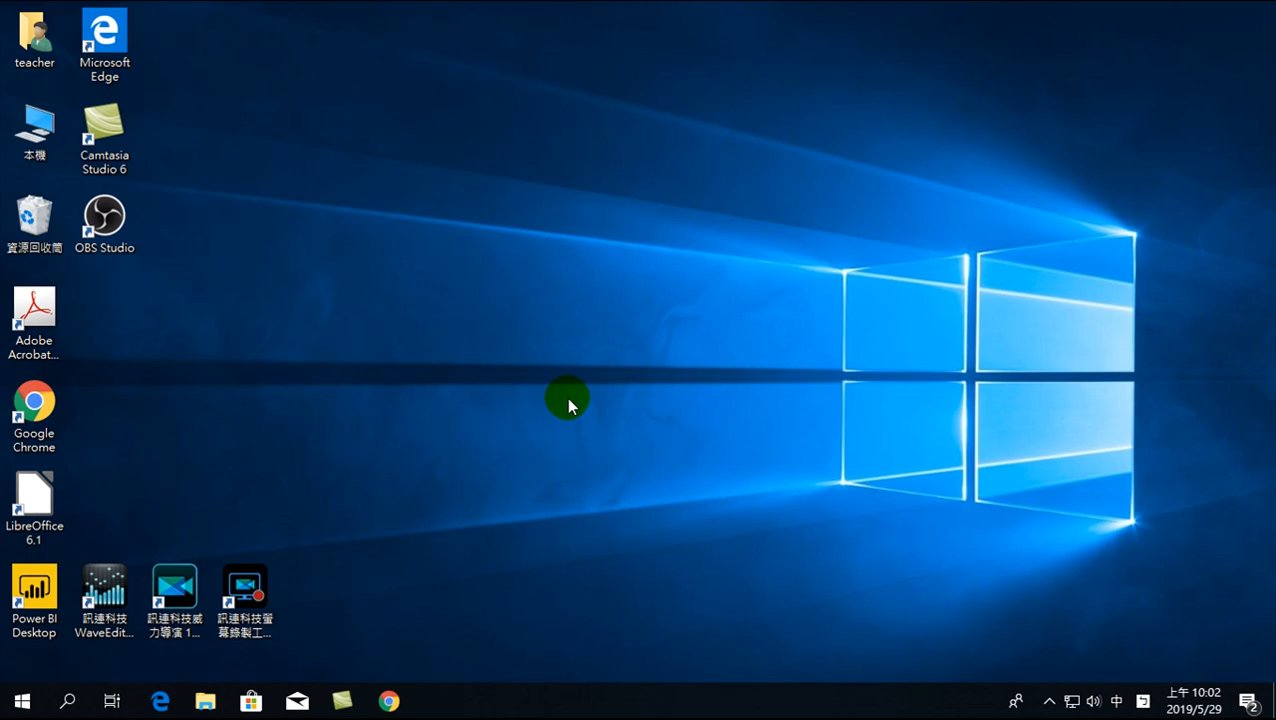 teacher
Microsoft
Edge
本機
Camtasia
Studio 6
資源回收筒
OBS Studio
Adobe
Acrobat...
Google
Chrome
LibreOffice
6.1
Power BI
Desktop
訊連科技
WaveEdit...
訊連科技威
力導演 1...
訊連科技螢
幕錄製工...
中
上午 10:02
2019/5/29
2